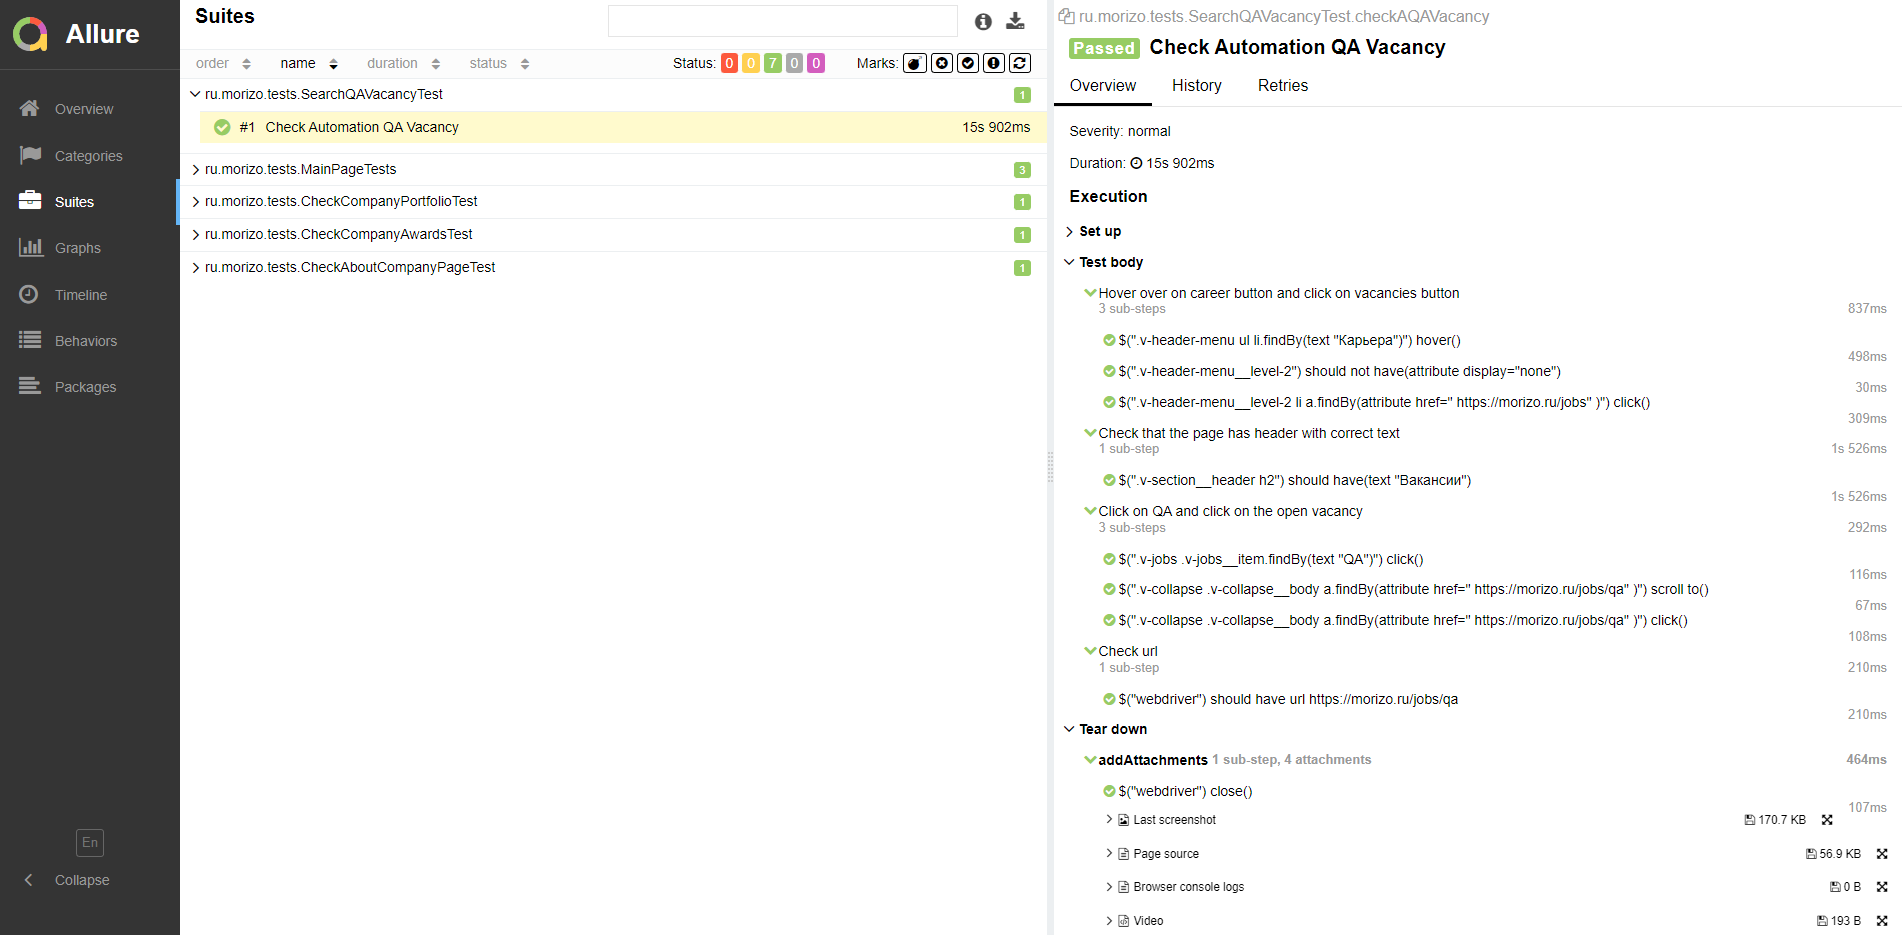 Allure
Overview
Categories
Suites
Graphs
Timeline
Behaviors
Packages
En
Collapse
Suites
order name duration status Status: 0 0 7 0 0 Marks:
ru.morizo.tests.SearchQAVacancyTest 1
#1 Check Automation QA Vacancy 15s 902ms
ru.morizo.tests.MainPageTests 3
ru.morizo.tests.CheckCompanyPortfolioTest 1
ru.morizo.tests.CheckCompanyAwardsTest 1
ru.morizo.tests.CheckAboutCompanyPageTest 1
ru.morizo.tests.SearchQAVacancyTest.checkAQAVacancy
Passed Check Automation QA Vacancy
Overview History Retries
Severity: normal
Duration: 15s 902ms
Execution
Set up
Test body
Hover over on career button and click on vacancies button
3 sub-steps 837ms
$(".v-header-menu ul li.findBy(text "Карьера")") hover()
498ms
$(".v-header-menu__level-2") should not have(attribute display="none")
30ms
$(".v-header-menu__level-2 li a.findBy(attribute href=" https://morizo.ru/jobs" )") click()
309ms
Check that the page has header with correct text
1 sub-step 1s 526ms
$(".v-section__header h2") should have(text "Вакансии")
1s 526ms
Click on QA and click on the open vacancy
3 sub-steps 292ms
$(".v-jobs .v-jobs__item.findBy(text "QA")") click()
116ms
$(".v-collapse .v-collapse__body a.findBy(attribute href=" https://morizo.ru/jobs/qa" )") scroll to()
67ms
$(".v-collapse .v-collapse__body a.findBy(attribute href=" https://morizo.ru/jobs/qa" )") click()
108ms
Check url
1 sub-step 210ms
$("webdriver") should have url https://morizo.ru/jobs/qa
210ms
Tear down
addAttachments 1 sub-step, 4 attachments 464ms
$("webdriver") close()
107ms
Last screenshot 170.7 KB
Page source 56.9 KB
Browser console logs 0 B
Video 193 B